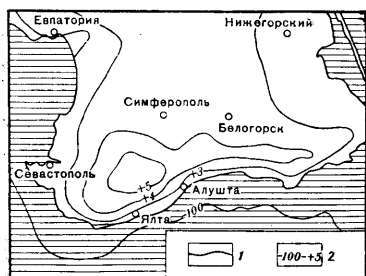 Евпатория
Нижегорский
Симферополь
Белогорск
Севастополь
+3
+5
+4
Алушта
Ялта
-100-
1
-100-+5
2